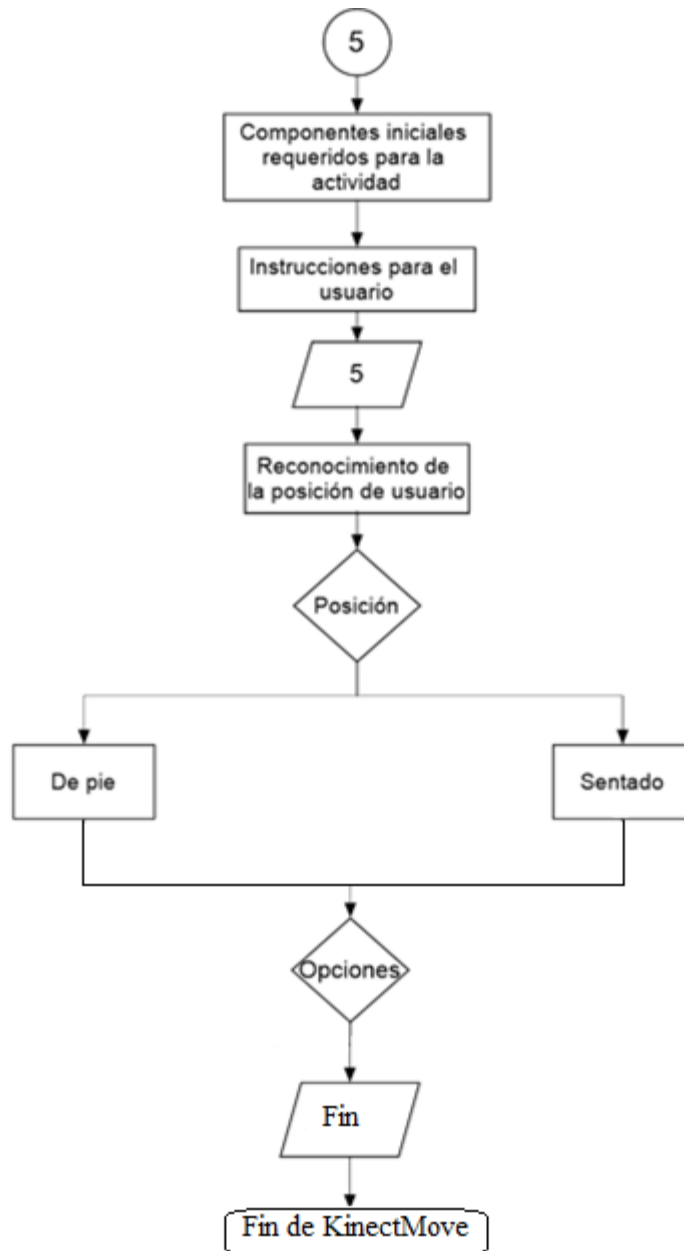 5
Componentes iniciales
requeridos para la
actividad
Instrucciones para el
usuario
5
Reconocimiento de
la posición de usuario
Posición
De pie
Sentado
Opciones
Fin
Fin de KinectMove